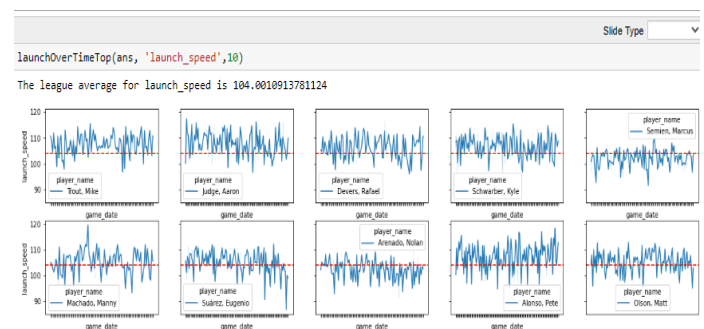 Slide Type
launchOverTimeTop(ans, 'launch_speed',10)
The league average for launch_speed is 104.0010913781124
120
110
100
90
launch_speed
player_name
Trout, Mike
game_date
player_name
Judge, Aaron
game_date
player_name
Devers, Rafael
game_date
player_name
Schwarber, Kyle
game_date
player_name
Semien, Marcus
game_date
120
110
100
90
launch_speed
player_name
Machado, Manny
game_date
player_name
Suárez, Eugenio
game_date
player_name
Arenado, Nolan
game_date
player_name
Alonso, Pete
game_date
player_name
Olson, Matt
game_date